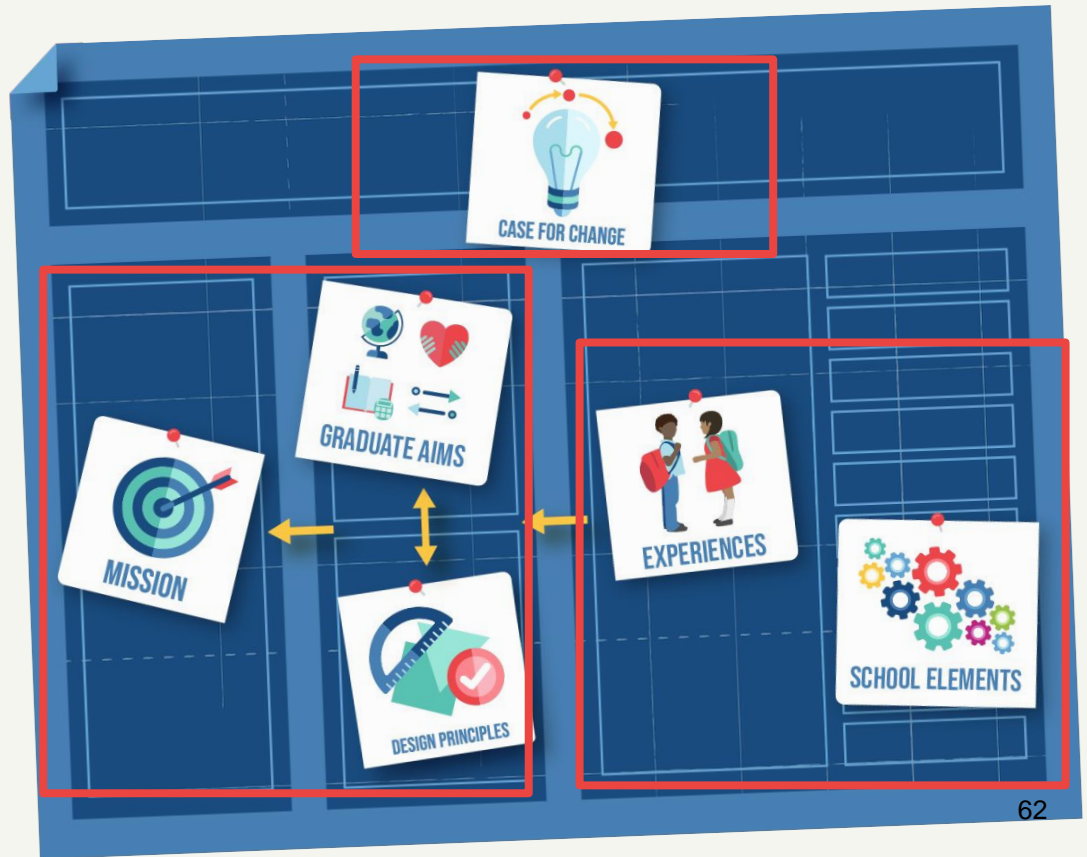 CASE FOR CHANGE
GRADUATE AIMS
MISSION
EXPERIENCES
SCHOOL ELEMENTS
DESIGN PRINCIPLES
62